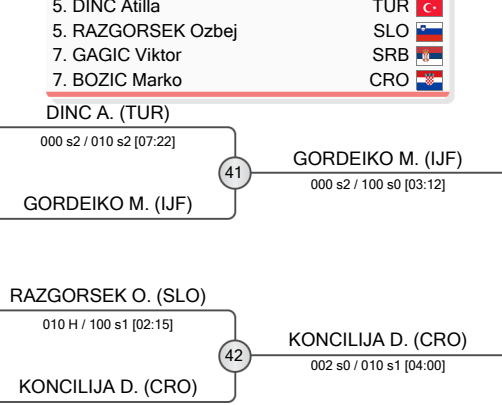 5. DINC Atilla TUR
5. RAZGORSEK Ozbej SLO
7. GAGIC Viktor SRB
7. BOZIC Marko CRO
DINC A. (TUR)
000 s2 / 010 s2 [07:22]
GORDEIKO M. (IJF)
41
GORDEIKO M. (IJF)
000 s2 / 100 s0 [03:12]
RAZGORSEK O. (SLO)
010 H / 100 s1 [02:15]
KONCILIJA D. (CRO)
42
KONCILIJA D. (CRO)
002 s0 / 010 s1 [04:00]